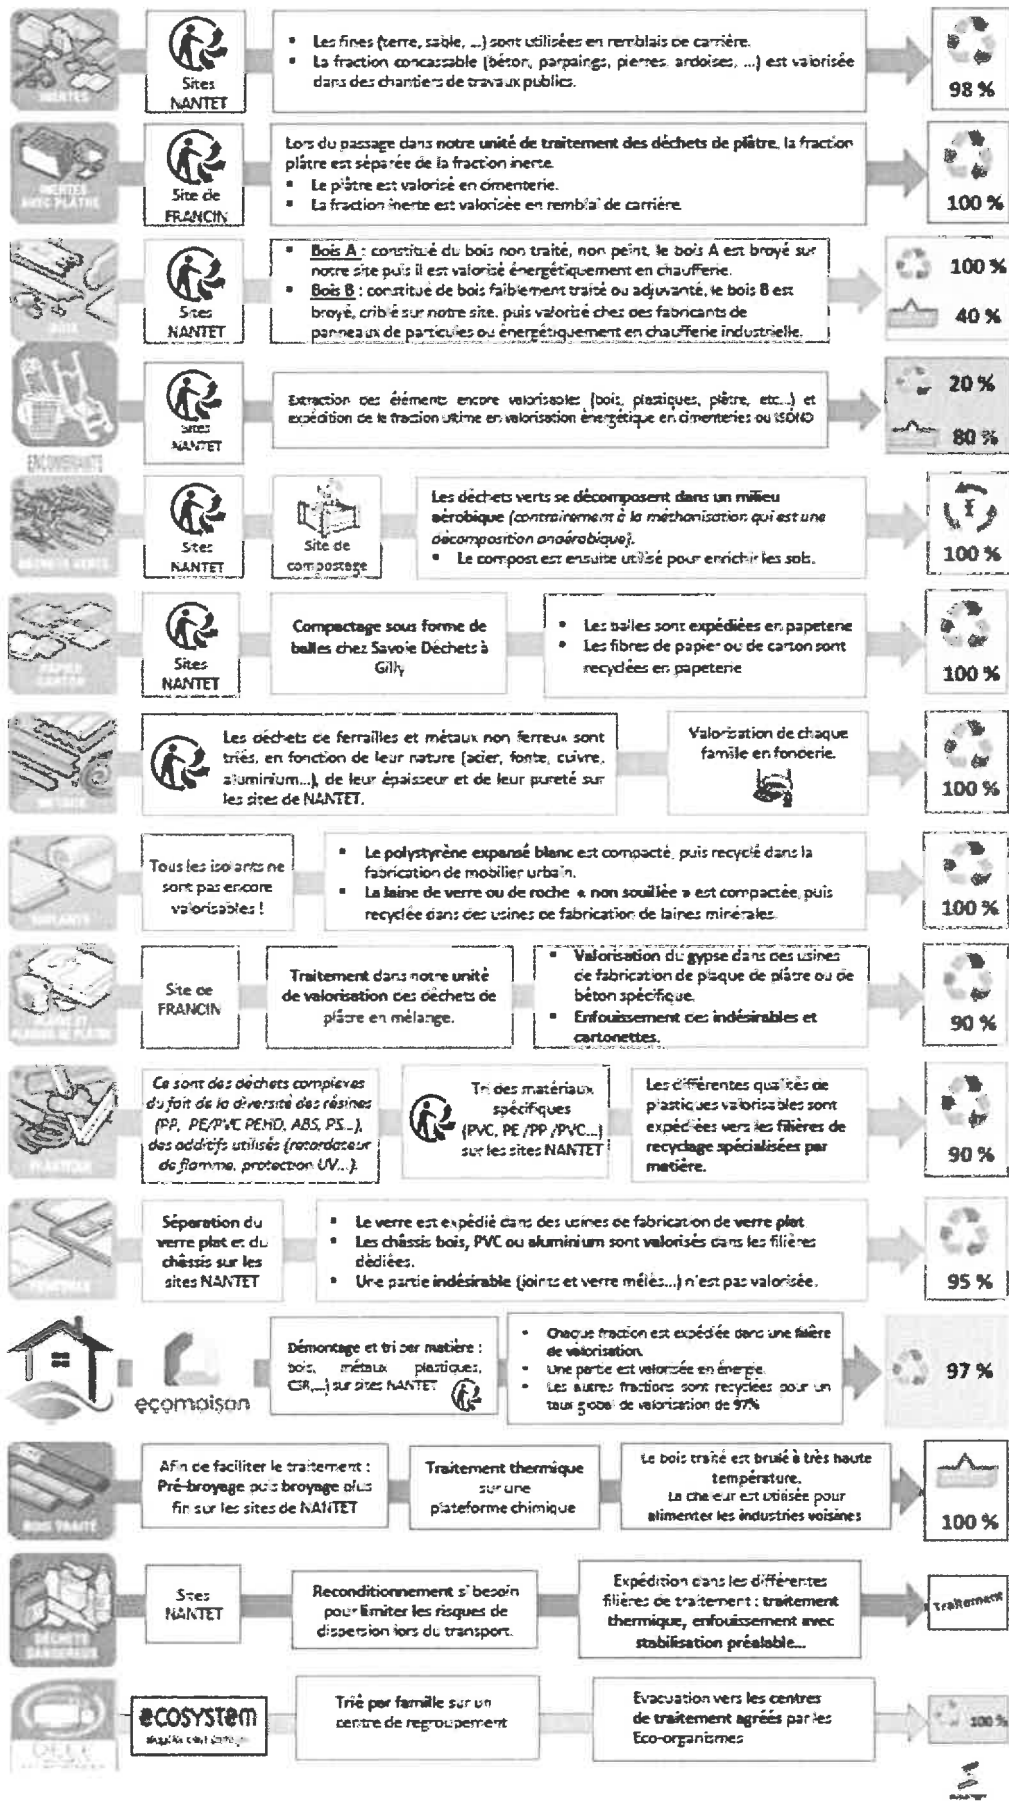 INERTES
Sites
NANTET
▪ Les fines (terre, sable, ...) sont utilisées en remblais de carrière.
▪ La fraction concassable (béton, parpaings, pierres, ardoises, ...) est valorisée
dans des chantiers de travaux publics.
98 %
INERTES
AVEC PLÂTRE
Site de
FRANCIN
Lors du passage dans notre unité de traitement des déchets de plâtre, la fraction
plâtre est séparée de la fraction inerte.
▪ Le plâtre est valorisé en cimenterie.
▪ La fraction inerte est valorisée en remblai de carrière.
100 %
BOIS
Sites
NANTET
▪ Bois A : constitué du bois non traité, non peint, le bois A est broyé sur
notre site puis il est valorisé énergétiquement en chaufferie.
▪ Bois B : constitué de bois faiblement traité ou adjuvanté, le bois B est
broyé, criblé sur notre site, puis valorisé chez des fabricants de
panneaux de particules ou énergétiquement en chaufferie industrielle.
100 %
40 %
ENCOMBRANTS
Sites
NANTET
Extraction des éléments encore valorisables (bois, plastiques, plâtre, etc...) et
expédition de la fraction ultime en valorisation énergétique en cimenteries ou ISDND
20 %
80 %
DÉCHETS VERTS
Sites
NANTET
Site de
compostage
Les déchets verts se décomposent dans un milieu
aérobique (contrairement à la méthanisation qui est une
décomposition anaérobique).
▪ Le compost est ensuite utilisé pour enrichir les sols.
100 %
PAPIER
CARTON
Sites
NANTET
Compactage sous forme de
balles chez Savoie Déchets à
Gilly
▪ Les balles sont expédiées en papeterie
▪ Les fibres de papier ou de carton sont
recyclées en papeterie
100 %
MÉTAUX
Les déchets de ferrailles et métaux non ferreux sont
triés, en fonction de leur nature (acier, fonte, cuivre,
aluminium...), de leur épaisseur et de leur pureté sur
les sites de NANTET.
Valorisation de chaque
famille en fonderie.
100 %
ISOLANTS
Tous les isolants ne
sont pas encore
valorisables !
▪ Le polystyrène expansé blanc est compacté, puis recyclé dans la
fabrication de mobilier urbain.
▪ La laine de verre ou de roche « non souillée » est compactée, puis
recyclée dans des usines de fabrication de laines minérales.
100 %
PLAQUES DE PLÂTRE
Site de
FRANCIN
Traitement dans notre unité
de valorisation des déchets de
plâtre en mélange.
▪ Valorisation du gypse dans des usines
de fabrication de plaque de plâtre ou de
béton spécifique.
▪ Enfouissement des indésirables et
cartonettes.
90 %
PLASTIQUE
Ce sont des déchets complexes
du fait de la diversité des résines
(PP, PE/PVC PEHD, ABS, PS...),
des additifs utilisés (retardateur
de flamme, protection UV...).
Tri des matériaux
spécifiques
(PVC, PE /PP /PVC...)
sur les sites NANTET
Les différentes qualités de
plastiques valorisables sont
expédiées vers les filières de
recyclage spécialisées par
matière.
90 %
FENÊTRES
Séparation du
verre plat et du
châssis sur les
sites NANTET
▪ Le verre est expédié dans des usines de fabrication de verre plat
▪ Les châssis bois, PVC ou aluminium sont valorisés dans les filières
dédiées.
▪ Une partie indésirable (joints et verre mêlés...) n'est pas valorisée.
95 %
ecomaison
Démontage et tri par matière :
bois, métaux plastiques,
CSR,...) sur sites NANTET
▪ Chaque fraction est expédiée dans une filière
de valorisation.
▪ Une partie est valorisée en énergie.
▪ Les autres fractions sont recyclées pour un
taux global de valorisation de 97%
97 %
BOIS TRAITÉ
Afin de faciliter le traitement :
Pré-broyage puis broyage plus
fin sur les sites de NANTET
Traitement thermique
sur une
plateforme chimique
Le bois traité est brulé à très haute
température.
La chaleur est utilisée pour
alimenter les industries voisines
100 %
DÉCHETS
DANGEREUX
Sites
NANTET
Reconditionnement si besoin
pour limiter les risques de
dispersion lors du transport.
Expédition dans les différentes
filières de traitement : traitement
thermique, enfouissement avec
stabilisation préalable...
Traitement
DEEE
ecosystem
Trié par famille sur un
centre de regroupement
Evacuation vers les centres
de traitement agréés par les
Eco-organismes
100 %